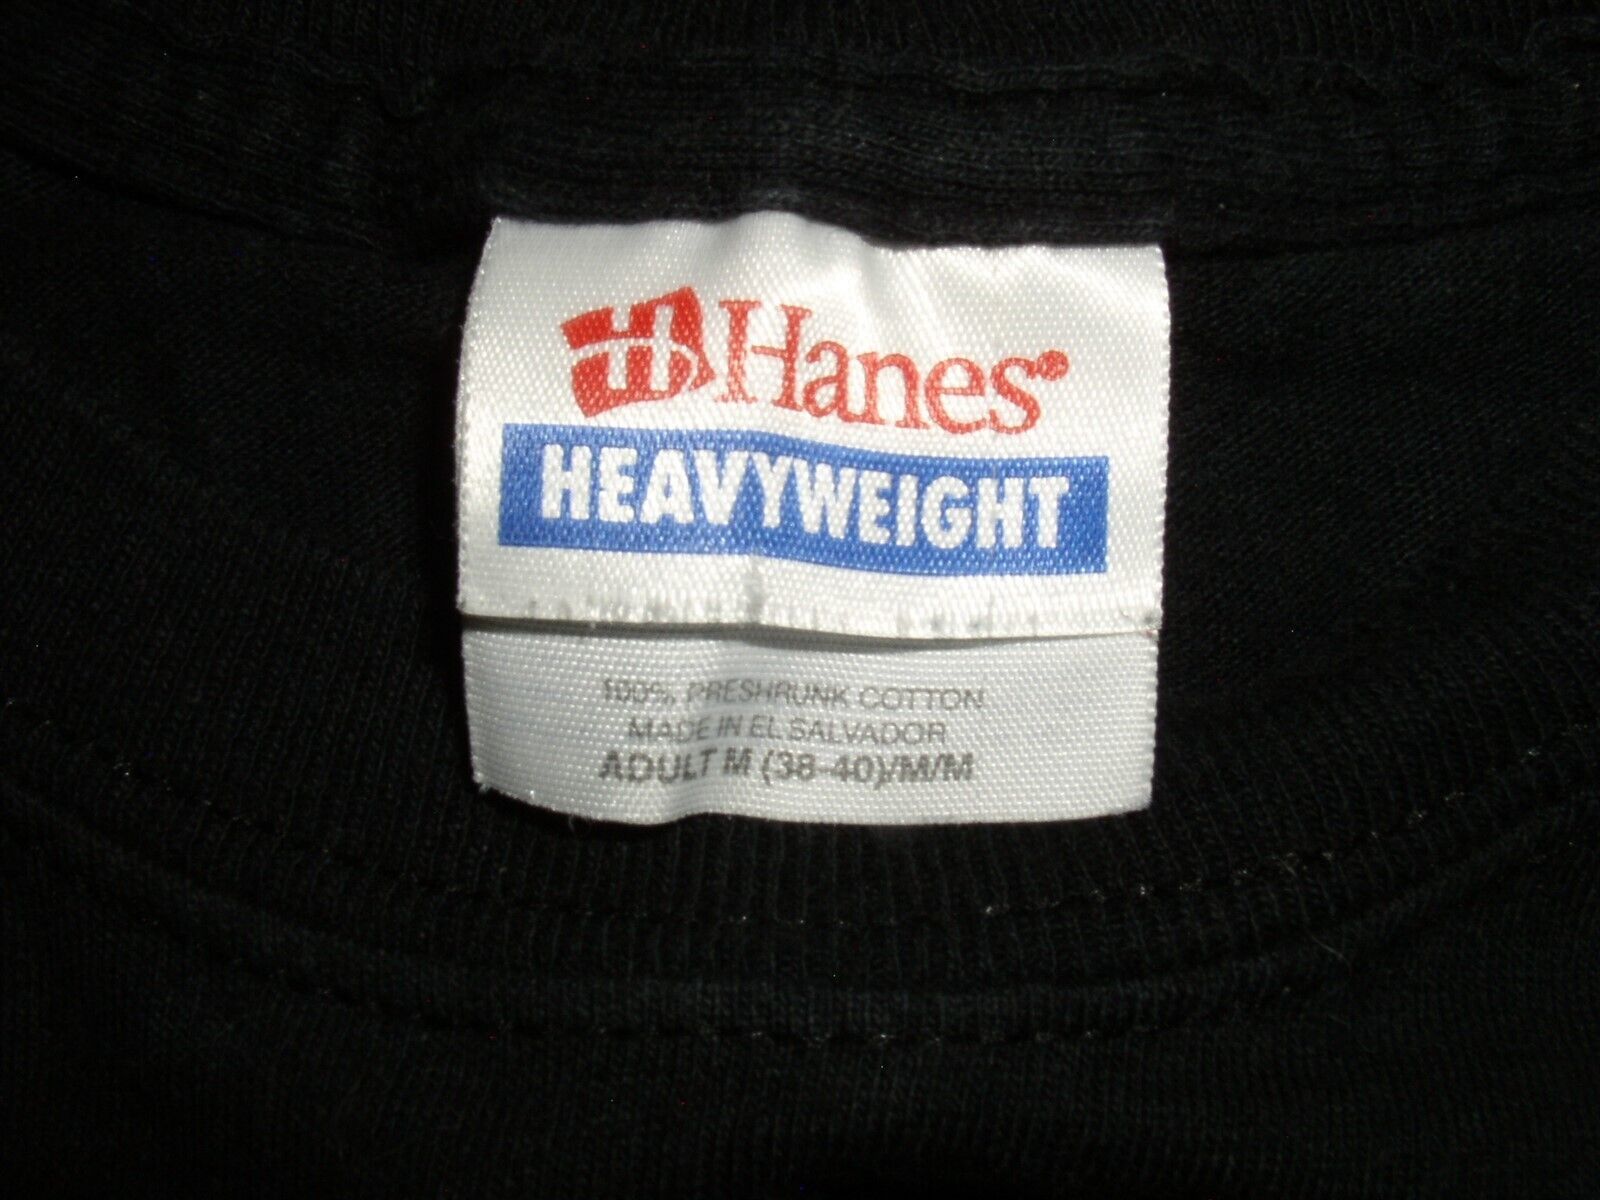 H Hanes
HEAVYWEIGHT
100% PRESHRUNK COTTON
MADE IN EL SALVADOR
ADULT M (38-40)/M/M